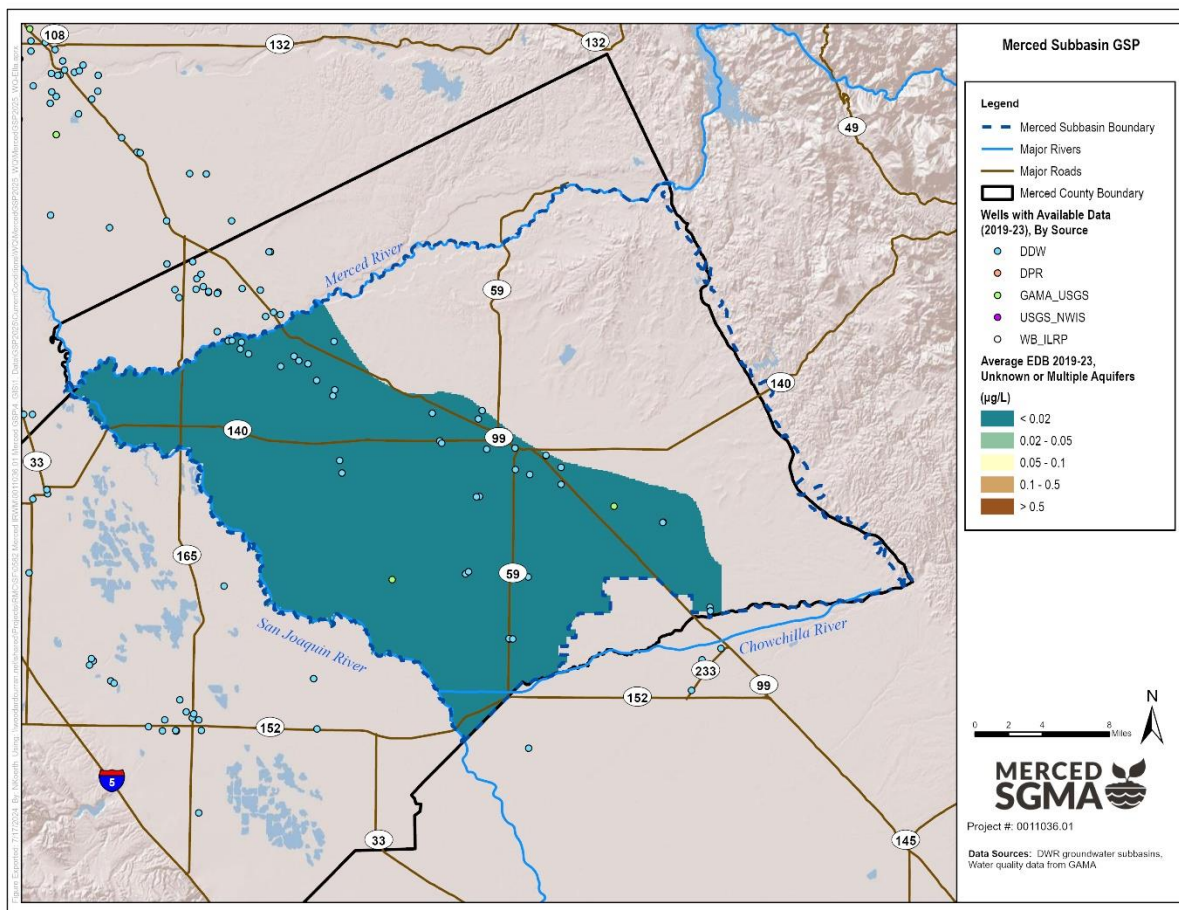 Merced Subbasin GSP
Legend
Merced Subbasin Boundary
Major Rivers
Major Roads
Merced County Boundary
Wells with Available Data
(2019-23), By Source
DDW
DPR
GAMA_USGS
USGS_NWIS
WB_ILRP
Average EDB 2019-23,
Unknown or Multiple Aquifers
(µg/L)
< 0.02
0.02 - 0.05
0.05 - 0.1
0.1 - 0.5
> 0.5
N
0 2 4 8
Miles
MERCED
SGMA
Project #: 0011036.01
Data Sources: DWR groundwater subbasins,
Water quality data from GAMA
108
132
132
49
Merced River
59
140
140
99
33
165
59
San Joaquin River
Chowchilla River
233
99
152
152
5
33
145
Figure Exported: 7/17/2024